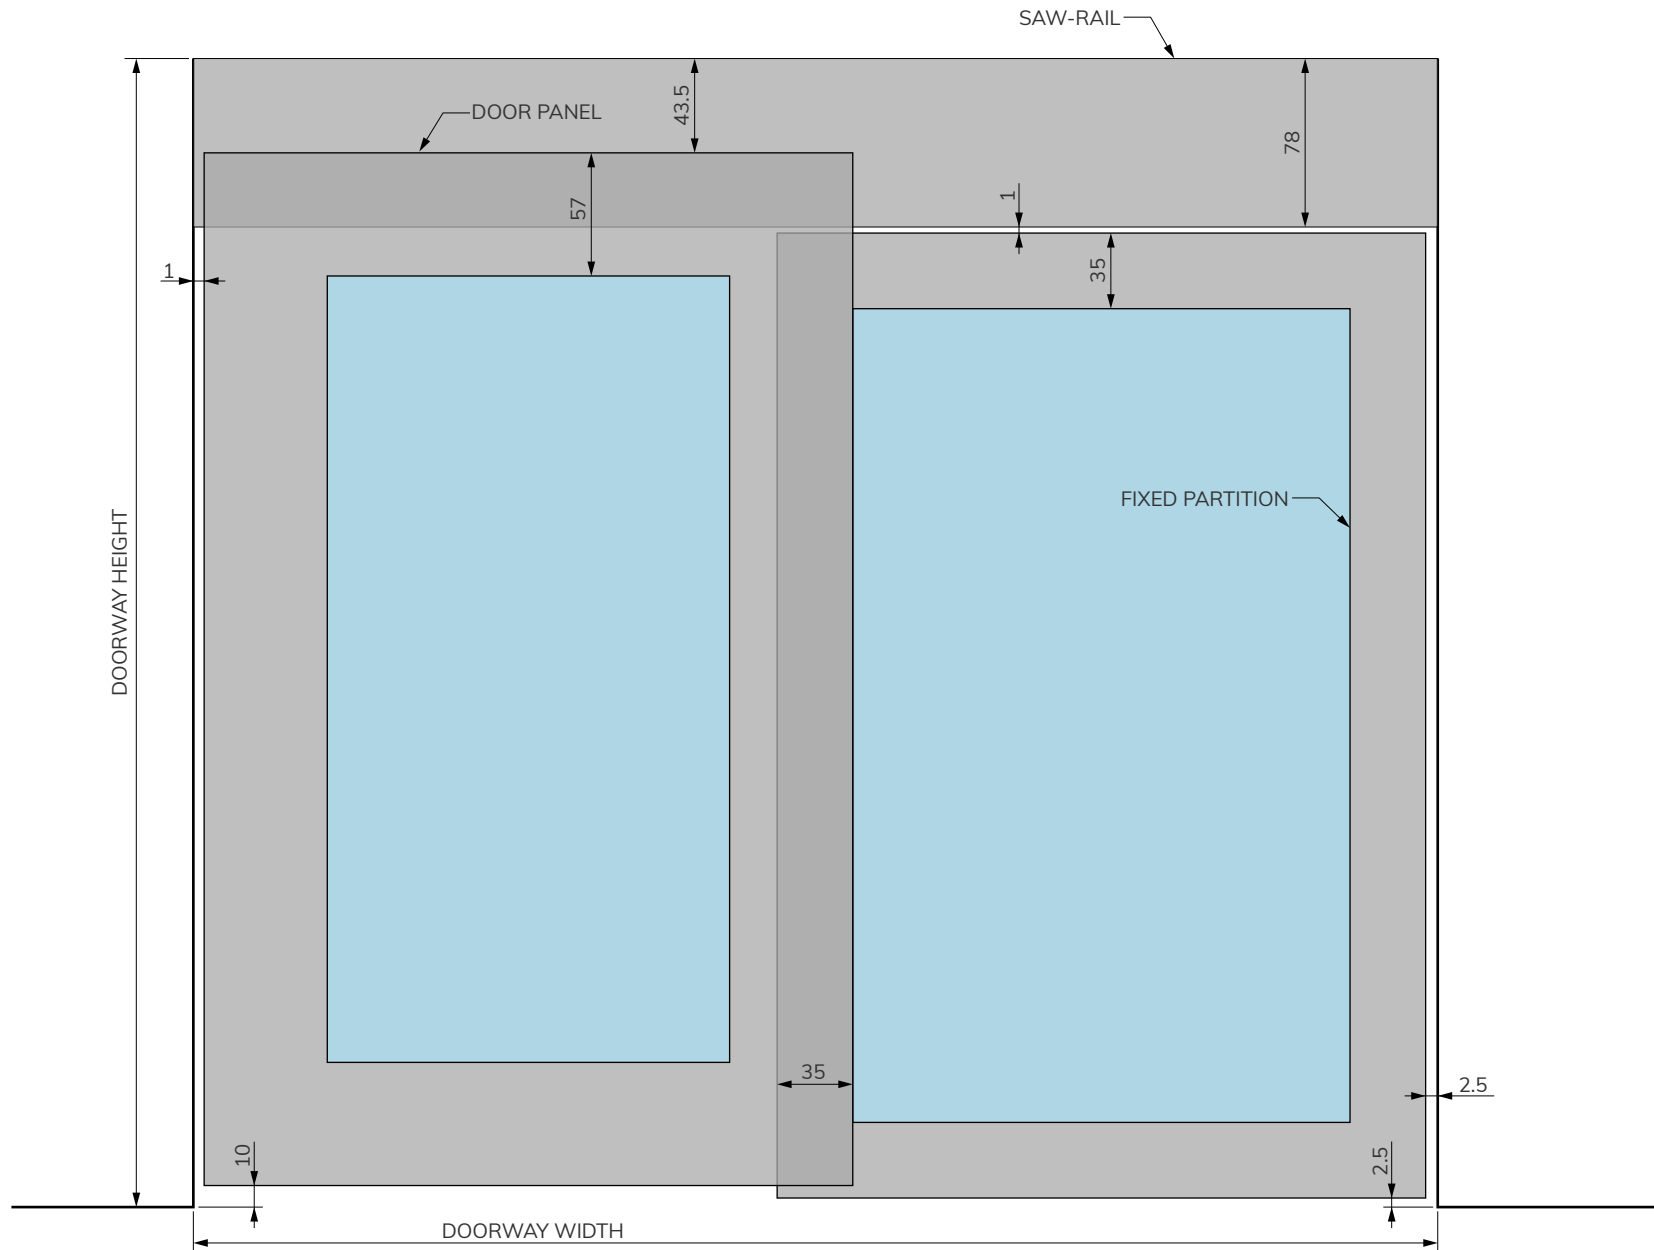 SAW-RAIL
43.5
DOOR PANEL
78
57
1
35
1
FIXED PARTITION
DOORWAY HEIGHT
35
2.5
10
2.5
DOORWAY WIDTH